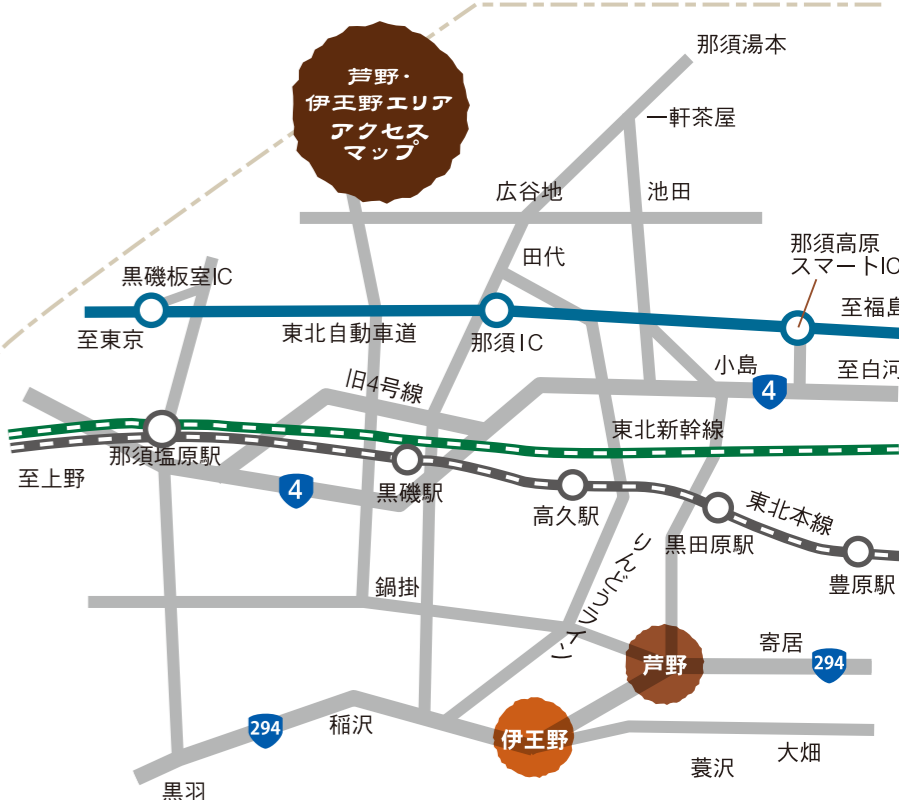 芦野・
伊王野エリア
アクセス
マップ
那須湯本
一軒茶屋
広谷地
池田
田代
那須高原
スマートIC
黒磯板室IC
至福島
至東京
東北自動車道
那須IC
小島
至白河
4
旧4号線
東北新幹線
那須塩原駅
至上野
4
黒磯駅
高久駅
東北本線
黒田原駅
豊原駅
りんどうライン
鍋掛
芦野
寄居
294
294
稲沢
伊王野
大畑
蓑沢
黒羽